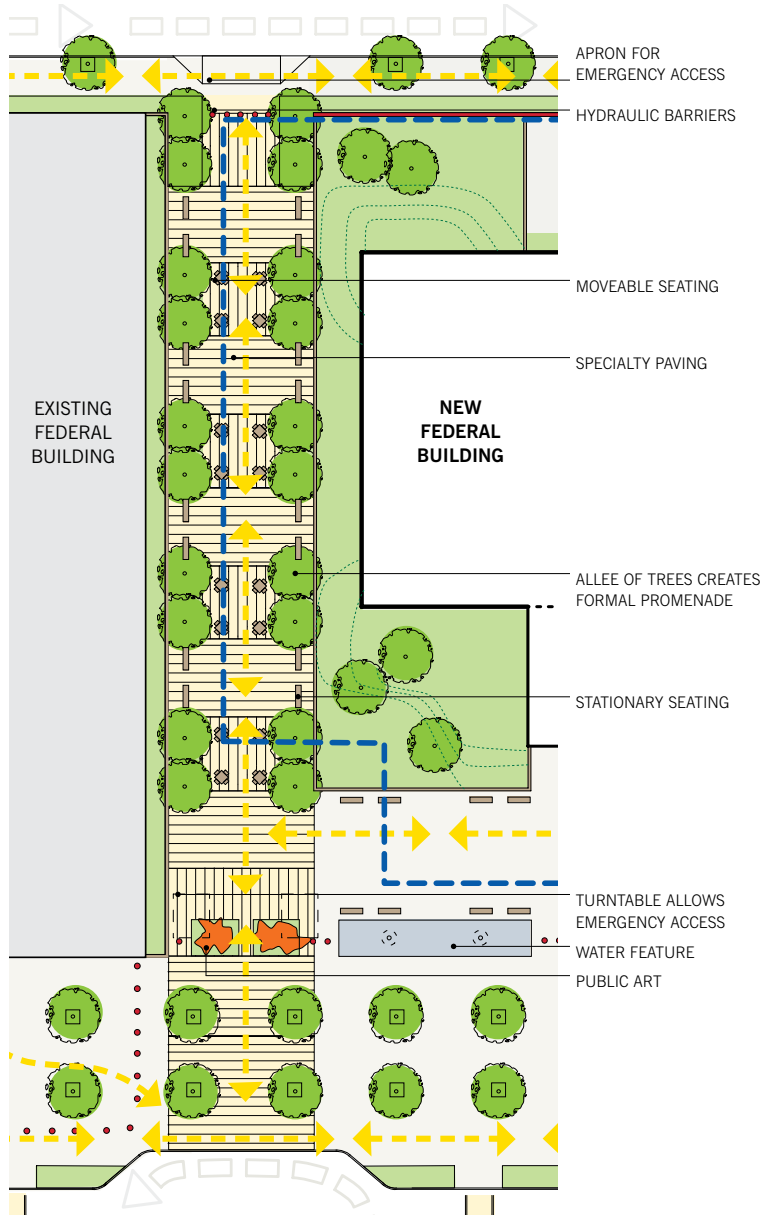 APRON FOR
EMERGENCY ACCESS
HYDRAULIC BARRIERS
MOVEABLE SEATING
SPECIALTY PAVING
EXISTING
FEDERAL
BUILDING
NEW
FEDERAL
BUILDING
ALLEE OF TREES CREATES
FORMAL PROMENADE
STATIONARY SEATING
TURNTABLE ALLOWS
EMERGENCY ACCESS
WATER FEATURE
PUBLIC ART